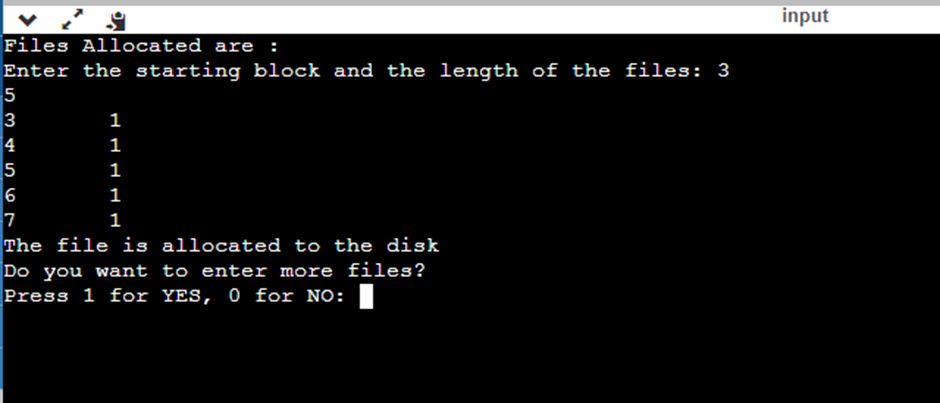 input
Files Allocated are :
Enter the starting block and the length of the files: 3
5
3 1
4 1
5 1
6 1
7 1
The file is allocated to the disk
Do you want to enter more files?
Press 1 for YES, 0 for NO: